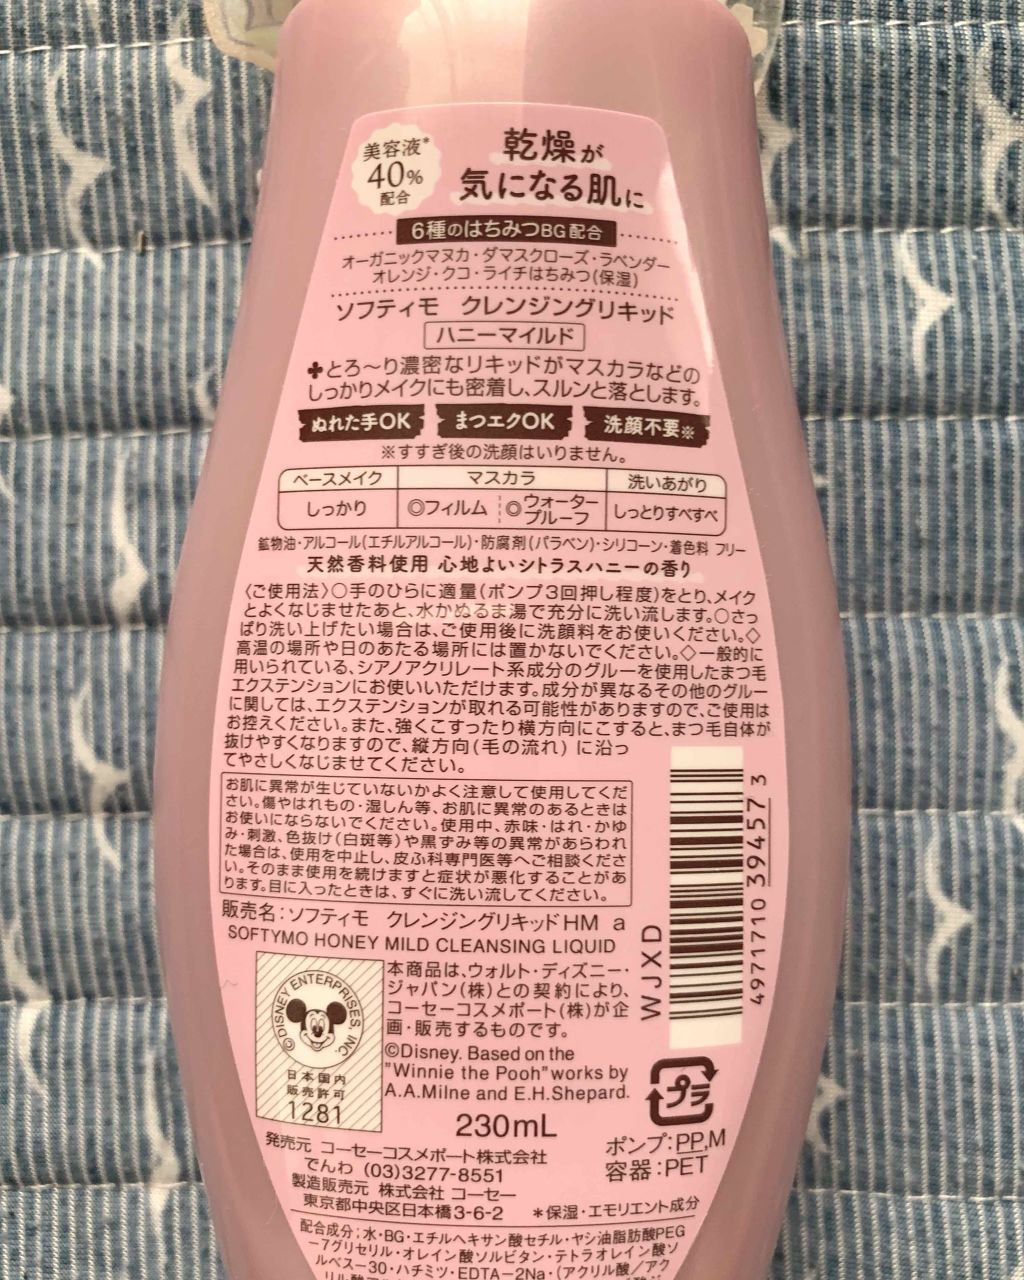 美容液*
40%
配合
乾燥が
気になる肌に
6種のはちみつBG配合
オーガニックマヌカ・ダマスクローズ・ラベンダー
オレンジ・クコ・ライチはちみつ(保湿)
ソフティモ クレンジングリキッド
ハニーマイルド
✚とろ〜り濃密なリキッドがマスカラなどの
しっかりメイクにも密着し、スルンと落とします。
ぬれた手OK まつエクOK 洗顔不要※
※すすぎ後の洗顔はいりません。
ベースメイク マスカラ 洗いあがり
しっかり ◎フィルム ◎ウォータープルーフ しっとりすべすべ
鉱物油・アルコール(エチルアルコール)・防腐剤(パラベン)・シリコーン・着色料 フリー
天然香料使用 心地よいシトラスハニーの香り
〈ご使用法〉○手のひらに適量(ポンプ3回押し程度)をとり、メイク
とよくなじませたあと、水かぬるま湯で充分に洗い流します。○さっ
ぱり洗い上げたい場合は、ご使用後に洗顔料をお使いください。◇
高温の場所や日のあたる場所には置かないでください。◇一般的に
用いられている、シアノアクリレート系成分のグルーを使用したまつ毛
エクステンションにお使いいただけます。成分が異なるその他のグルー
に関しては、エクステンションが取れる可能性がありますので、ご使用は
お控えください。また、強くこすったり横方向にこすると、まつ毛自体が
抜けやすくなりますので、縦方向(毛の流れ)に沿っ
てやさしくなじませてください。
お肌に異常が生じていないかよく注意して使用してくだ
さい。傷やはれもの・湿しん等、お肌に異常のあるときは
お使いにならないでください。使用中、赤味・はれ・かゆ
み・刺激、色抜け(白斑等)や黒ずみ等の異常があらわれ
た場合は、使用を中止し、皮ふ科専門医等へご相談くださ
い。そのまま使用を続けますと症状が悪化することがあ
ります。目に入ったときは、すぐに洗い流してください。
販売名:ソフティモ クレンジングリキッドHM a
SOFTYMO HONEY MILD CLEANSING LIQUID
WJXD
4971710 394573
©DISNEY ENTERPRISES, INC.
日本国内
販売許可
1281
本商品は、ウォルト・ディズニー・
ジャパン(株)との契約により、
コーセーコスメポート(株)が企
画・販売するものです。
©Disney. Based on the
"Winnie the Pooh" works by
A.A.Milne and E.H.Shepard.
230mL
プラ
ポンプ:PP,M
容器:PET
発売元 コーセーコスメポート株式会社
でんわ (03)3277-8551
製造販売元 株式会社 コーセー
東京都中央区日本橋3-6-2
*保湿・エモリエント成分
配合成分:水・BG・エチルヘキサン酸セチル・ヤシ油脂肪酸PEG
-7グリセリル・オレイン酸ソルビタン・テトラオレイン酸ソ
ルベス-30・ハチミツ・EDTA-2Na・(アクリル酸/アク